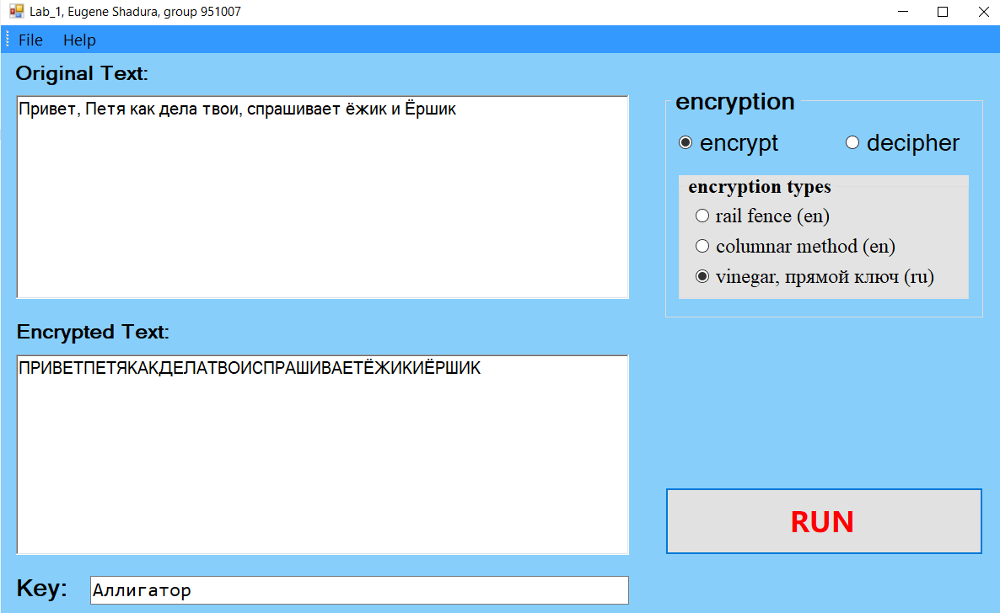 Lab_1, Eugene Shadura, group 951007
File Help
Original Text:
Привет, Петя как дела твои, спрашивает ёжик и Ёршик
encryption
encrypt decipher
encryption types
rail fence (en)
columnar method (en)
vinegar, прямой ключ (ru)
Encrypted Text:
ПРИВЕТПЕТЯКАКДЕЛАТВОИСПРАШИВАЕТЁЖИКИЁРШИК
RUN
Key: Аллигатор